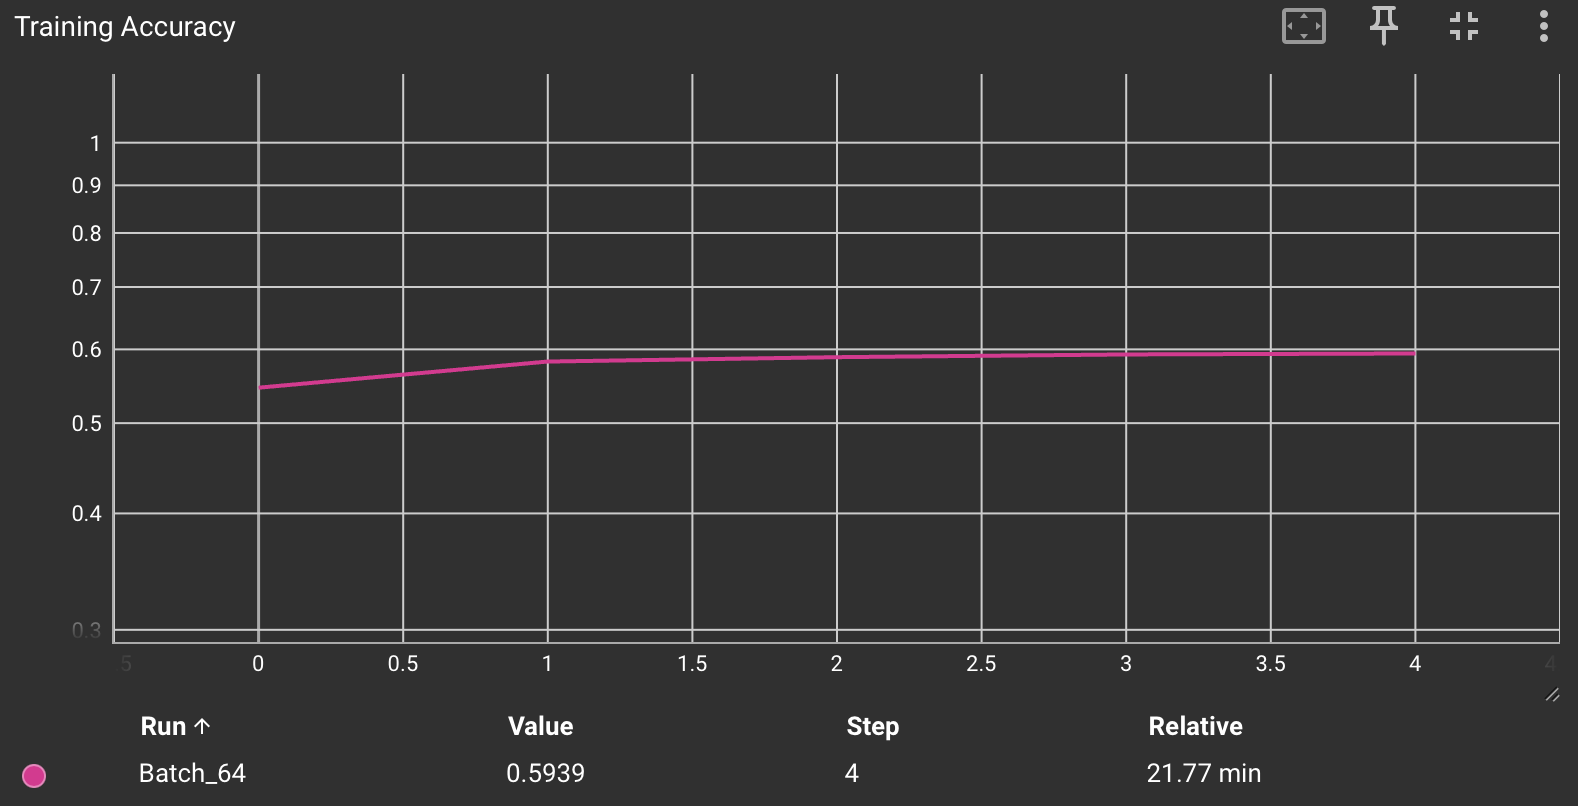 Training Accuracy
1
0.9
0.8
0.7
0.6
0.5
0.4
0.3
5 0 0.5 1 1.5 2 2.5 3 3.5 4 4
Run ↑ Value Step Relative
Batch_64 0.5939 4 21.77 min